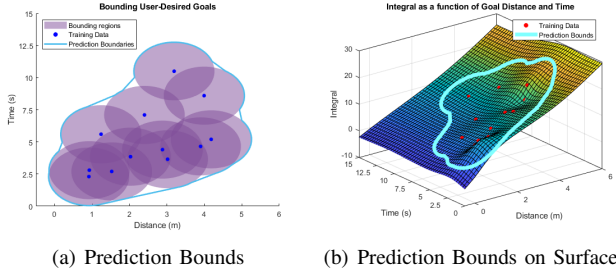 Bounding User-Desired Goals
Bounding regions
Training Data
Prediction Boundaries
15
12.5
10
7.5
5
2.5
0
Time (s)
0 1 2 3 4 5 6
Distance (m)
(a) Prediction Bounds
Integral as a function of Goal Distance and Time
Training Data
Prediction Bounds
30
20
10
0
-10
Integral
15
12.5
10
7.5
5
2.5
0
Time (s)
0 2 4 6
Distance (m)
(b) Prediction Bounds on Surface